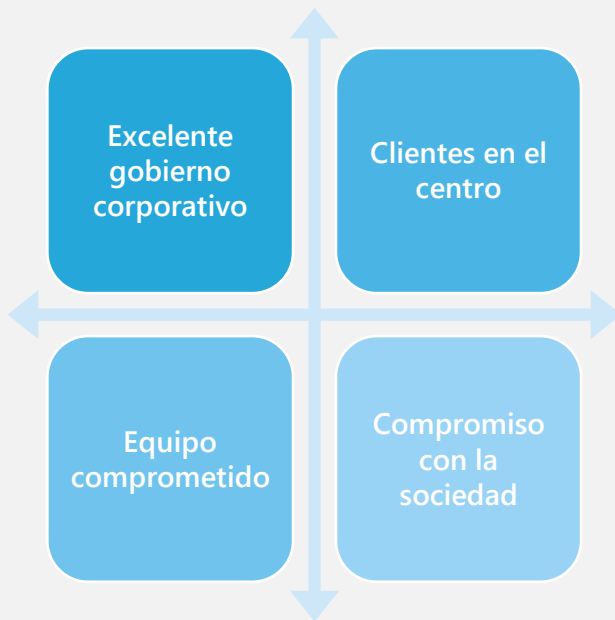 Excelente
gobierno
corporativo
Clientes en el
centro
Equipo
comprometido
Compromiso
con la
sociedad